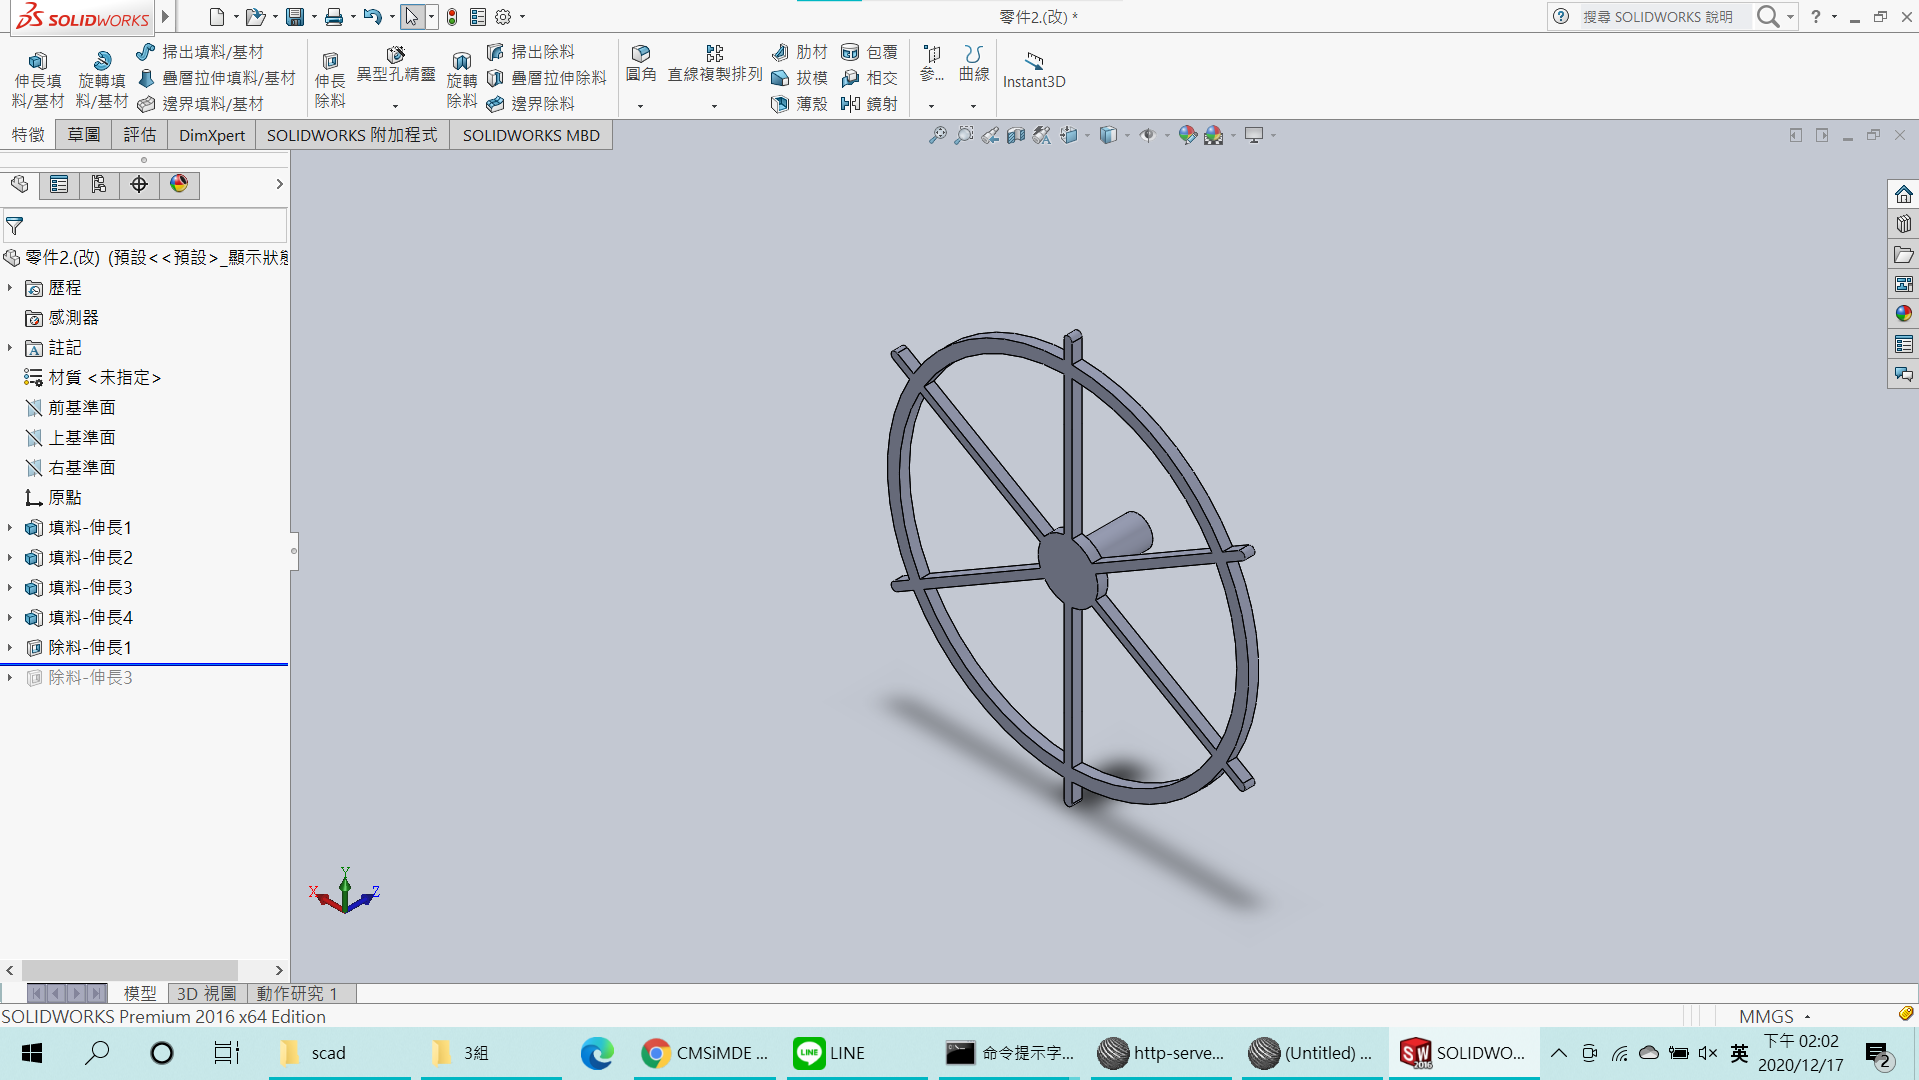 SOLIDWORKS
零件2.(改) *
搜尋 SOLIDWORKS 說明
伸長填料/基材
旋轉填料/基材
掃出填料/基材
疊層拉伸填料/基材
邊界填料/基材
伸長除料
異型孔精靈
旋轉除料
掃出除料
疊層拉伸除料
邊界除料
圓角
直線複製排列
肋材
拔模
薄殼
包覆
相交
鏡射
參...
曲線
Instant3D
特徵
草圖
評估
DimXpert
SOLIDWORKS 附加程式
SOLIDWORKS MBD
零件2.(改) (預設<<預設>_顯示狀態
歷程
感測器
註記
材質 <未指定>
前基準面
上基準面
右基準面
原點
填料-伸長1
填料-伸長2
填料-伸長3
填料-伸長4
除料-伸長1
除料-伸長3
Y
X
Z
模型
3D 視圖
動作研究 1
SOLIDWORKS Premium 2016 x64 Edition
MMGS
scad
3組
CMSiMDE ...
LINE
命令提示字...
http-serve...
(Untitled) ...
SOLIDWO...
英
下午 02:02
2020/12/17
2